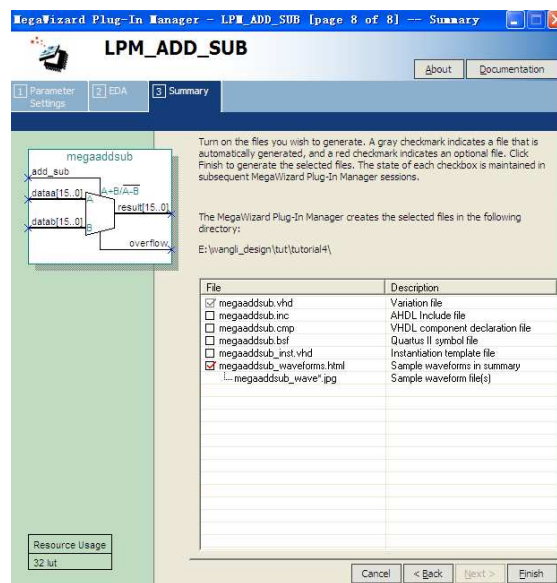 MegaWizard Plug-In Manager - LPM_ADD_SUB [page 8 of 8] -- Summary
LPM_ADD_SUB
About
Documentation
1 Parameter Settings
2 EDA
3 Summary
megaaddsub
add_sub
A+B/A-B
dataa[15..0]
A
result[15..0]
datab[15..0]
B
overflow
Turn on the files you wish to generate. A gray checkmark indicates a file that is
automatically generated, and a red checkmark indicates an optional file. Click
Finish to generate the selected files. The state of each checkbox is maintained in
subsequent MegaWizard Plug-In Manager sessions.
The MegaWizard Plug-In Manager creates the selected files in the following
directory:
E:\wangli_design\tut\tutorial4\
File Description
megaaddsub.vhd Variation file
megaaddsub.inc AHDL Include file
megaaddsub.cmp VHDL component declaration file
megaaddsub.bsf Quartus II symbol file
megaaddsub_inst.vhd Instantiation template file
megaaddsub_waveforms.html Sample waveforms in summary
megaaddsub_wave*.jpg Sample waveform file(s)
Resource Usage
32 lut
Cancel
< Back
Next >
Finish